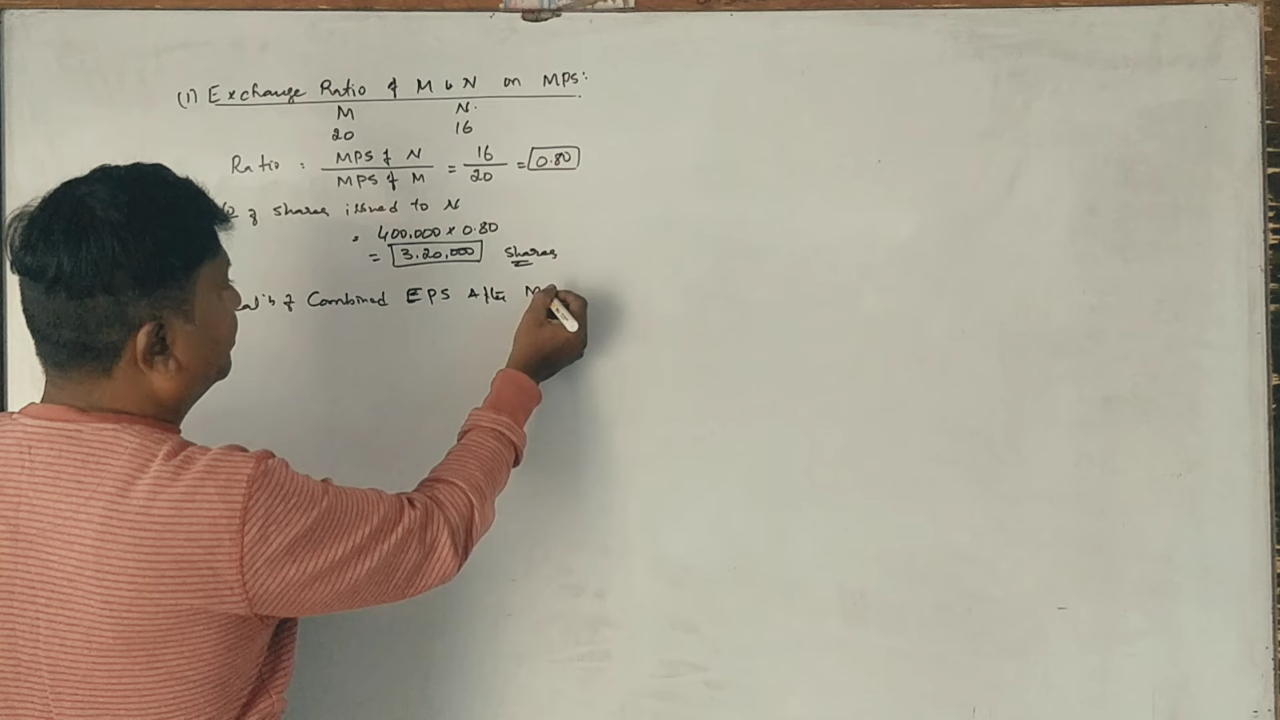 (1) Exchange Ratio of M & N on MPS:
M N.
20 16
Ratio : MPS of N / MPS of M = 16 / 20 = 0.80
of shares issued to N
= 400,000 × 0.80
= 3,20,000 Shares
of Combined EPS After M